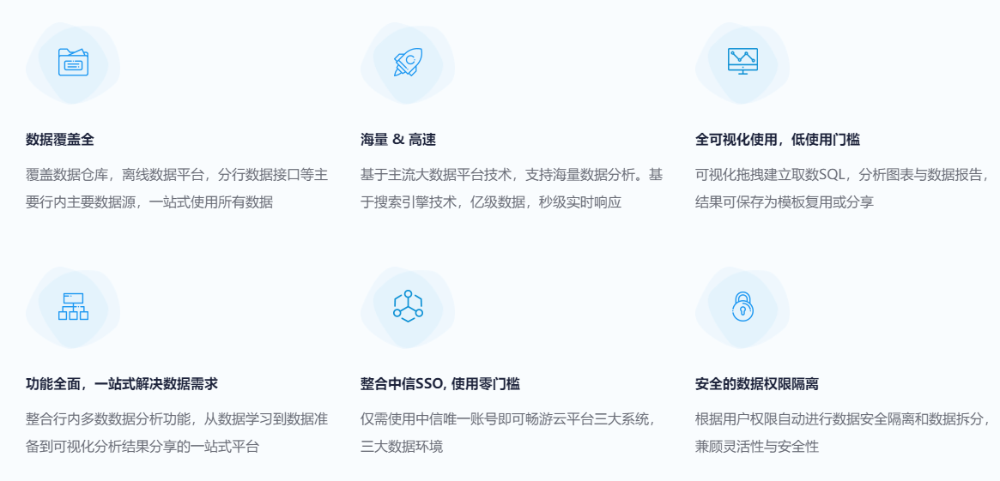 数据覆盖全
覆盖数据仓库，离线数据平台，分行数据接口等主
要行内主要数据源，一站式使用所有数据
海量 & 高速
基于主流大数据平台技术，支持海量数据分析。基
于搜索引擎技术，亿级数据，秒级实时响应
全可视化使用，低使用门槛
可视化拖拽建立取数SQL，分析图表与数据报告，
结果可保存为模板复用或分享
功能全面，一站式解决数据需求
整合行内多数数据分析功能，从数据学习到数据准
备到可视化分析结果分享的一站式平台
整合中信SSO, 使用零门槛
仅需使用中信唯一账号即可畅游云平台三大系统，
三大数据环境
安全的数据权限隔离
根据用户权限自动进行数据安全隔离和数据拆分，
兼顾灵活性与安全性